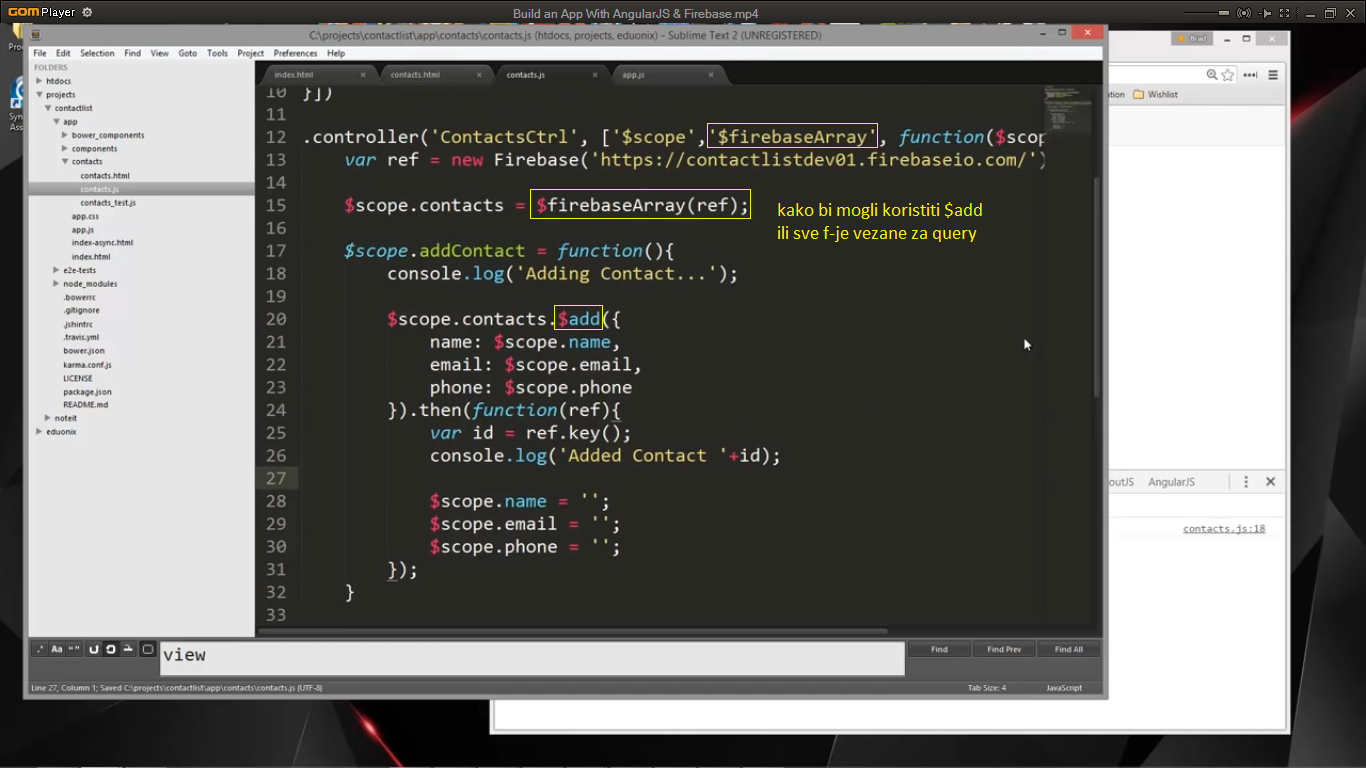 GOM Player
Build an App With AngularJS & Firebase.mp4
C:\projects\contactlist\app\contacts\contacts.js (htdocs, projects, eduonix) - Sublime Text 2 (UNREGISTERED)
Brad
File Edit Selection Find View Goto Tools Project Preferences Help
Wishlist
FOLDERS
htdocs
projects
contactlist
app
bower_components
components
contacts
contacts.html
contacts.js
contacts_test.js
app.css
app.js
index-async.html
index.html
e2e-tests
node_modules
.bowerrc
.gitignore
.jshintrc
.travis.yml
bower.json
karma.conf.js
LICENSE
package.json
README.md
noteit
eduonix
index.html contacts.html contacts.js app.js
10 }])
11
12 .controller('ContactsCtrl', ['$scope','$firebaseArray', function($scop
13 var ref = new Firebase('https://contactlistdev01.firebaseio.com/')
14
15 $scope.contacts = $firebaseArray(ref);
16
17 $scope.addContact = function(){
18 console.log('Adding Contact...');
19
20 $scope.contacts.$add({
21 name: $scope.name,
22 email: $scope.email,
23 phone: $scope.phone
24 }).then(function(ref){
25 var id = ref.key();
26 console.log('Added Contact '+id);
27
28 $scope.name = '';
29 $scope.email = '';
30 $scope.phone = '';
31 });
32 }
33
kako bi mogli koristiti $add
ili sve f-je vezane za query
AngularJS
contacts.js:18
view
Find Find Prev Find All
Line 27, Column 1; Saved C:\projects\contactlist\app\contacts\contacts.js (UTF-8)
Tab Size: 4 JavaScript